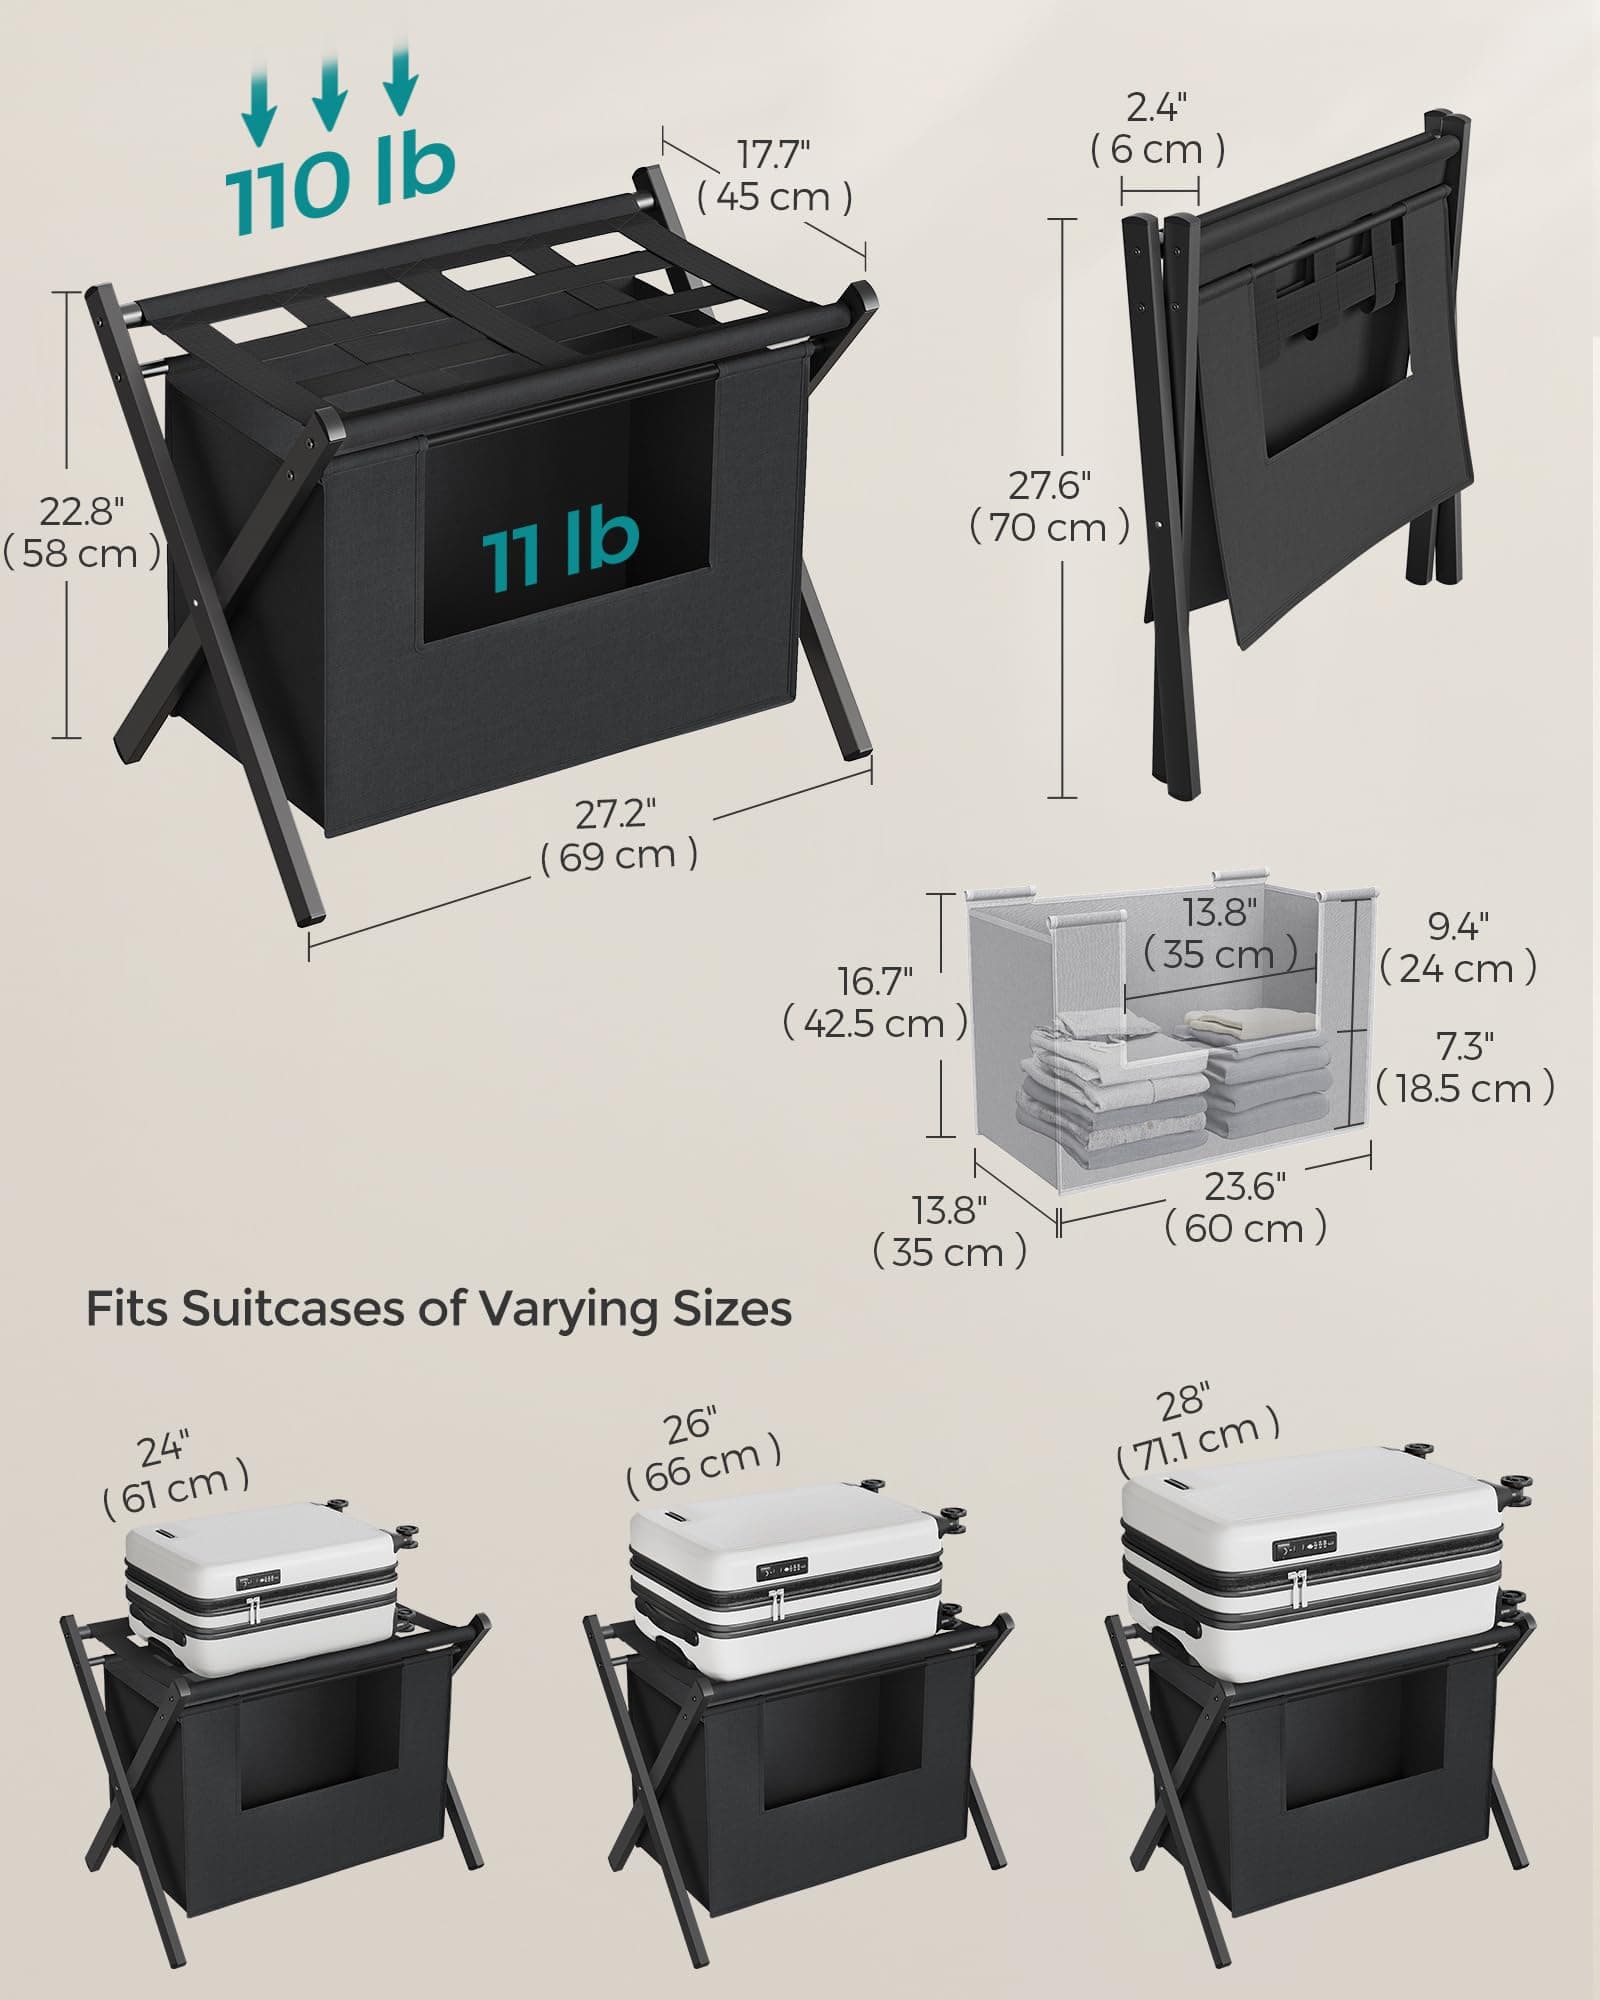 110 lb
17.7"
( 45 cm )
2.4"
( 6 cm )
22.8"
( 58 cm )
11 lb
27.6"
( 70 cm )
27.2"
( 69 cm )
13.8"
( 35 cm )
9.4"
( 24 cm )
16.7"
( 42.5 cm )
7.3"
( 18.5 cm )
13.8"
( 35 cm )
23.6"
( 60 cm )
Fits Suitcases of Varying Sizes
24"
( 61 cm )
26"
( 66 cm )
28"
( 71.1 cm )